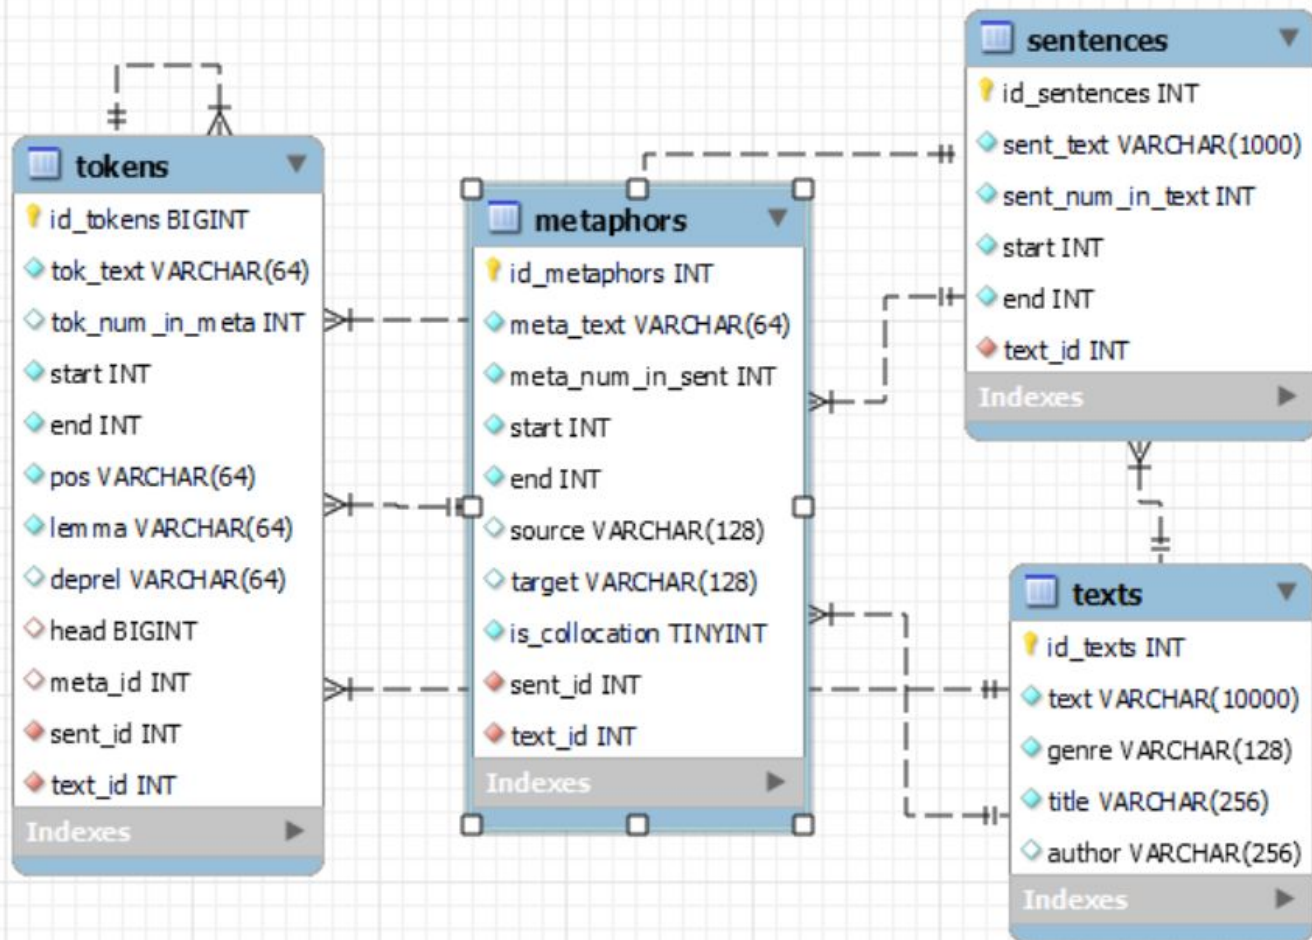 tokens
id_tokens BIGINT
tok_text VARCHAR(64)
tok_num_in_meta INT
start INT
end INT
pos VARCHAR(64)
lemma VARCHAR(64)
deprel VARCHAR(64)
head BIGINT
meta_id INT
sent_id INT
text_id INT
Indexes
metaphors
id_metaphors INT
meta_text VARCHAR(64)
meta_num_in_sent INT
start INT
end INT
source VARCHAR(128)
target VARCHAR(128)
is_collocation TINYINT
sent_id INT
text_id INT
Indexes
sentences
id_sentences INT
sent_text VARCHAR(1000)
sent_num_in_text INT
start INT
end INT
text_id INT
Indexes
texts
id_texts INT
text VARCHAR(10000)
genre VARCHAR(128)
title VARCHAR(256)
author VARCHAR(256)
Indexes